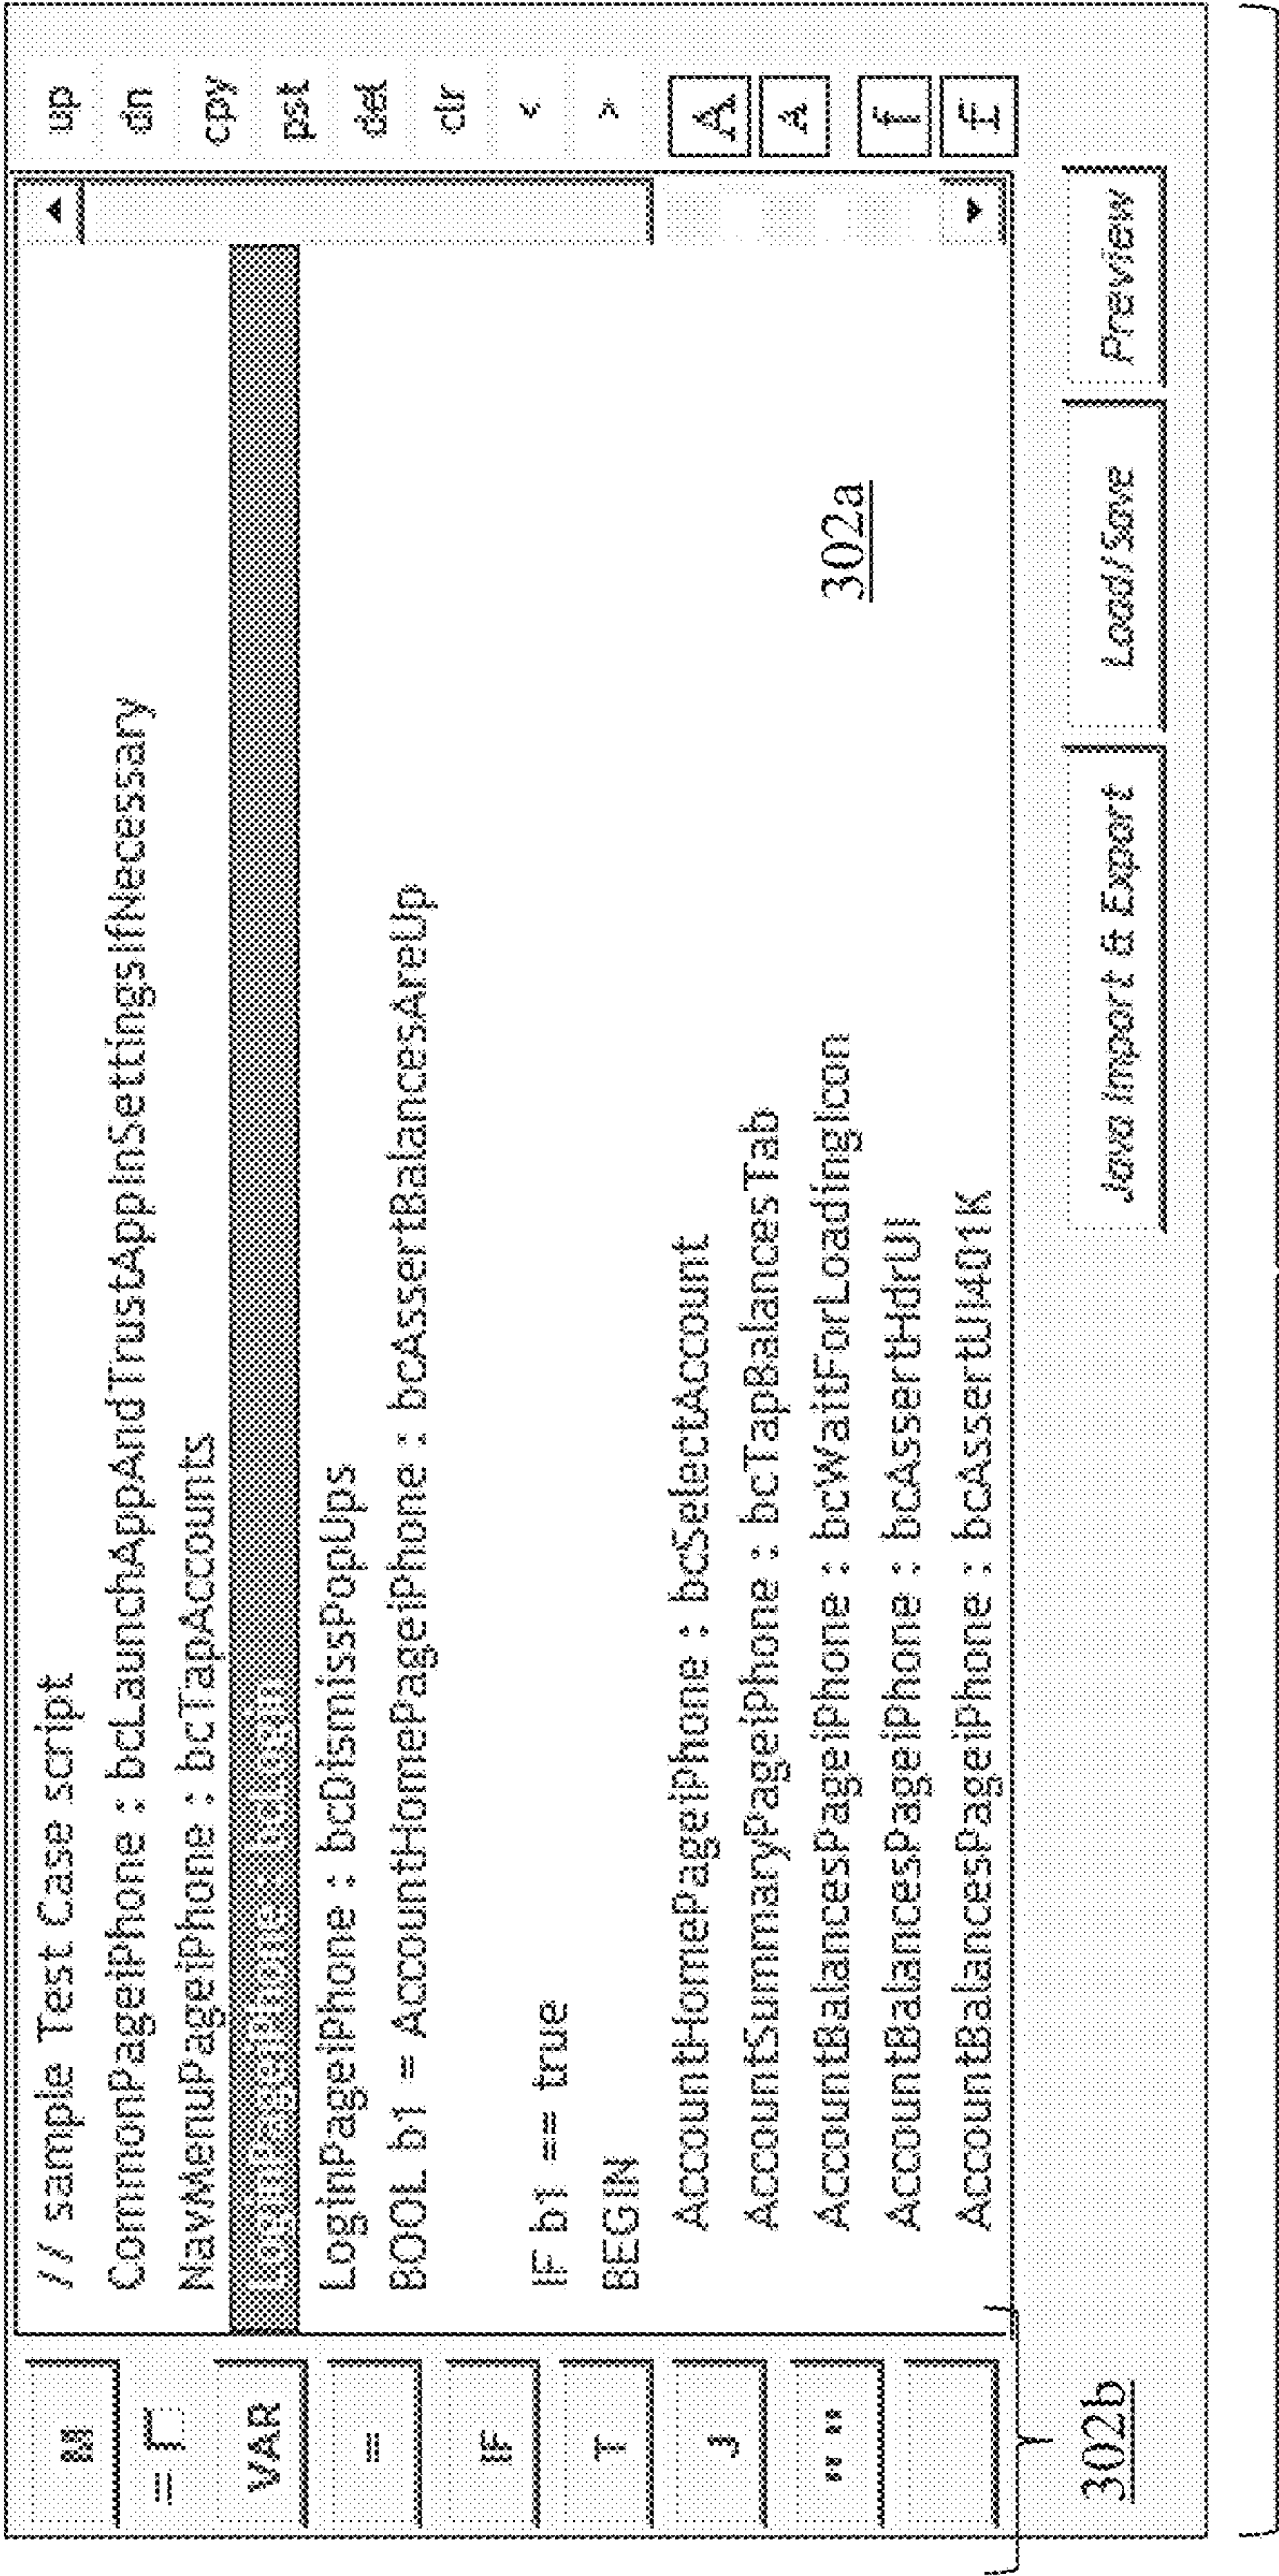 M
=
VAR
=
IF
T
J
" "
// sample Test Case script
CommonPageiPhone : bcLaunchAppAndTrustAppInSettingsIfNecessary
NavMenuPageiPhone : bcTapAccounts
LoginPageiPhone : bcDismissPopUps
BOOL b1 = AccountHomePageiPhone : bcAssertBalancesAreUp
IF b1 == true
BEGIN
AccountHomePageiPhone : bcSelectAccount
AccountSummaryPageiPhone : bcTapBalancesTab
AccountBalancesPageiPhone : bcWaitForLoadingIcon
AccountBalancesPageiPhone : bcAssertHdrUI
AccountBalancesPageiPhone : bcAssertUI401K
302a
up
dn
cpy
pst
del
clr
<
>
A
A
f
£
Java Import & Export
Load/Save
Preview
302b